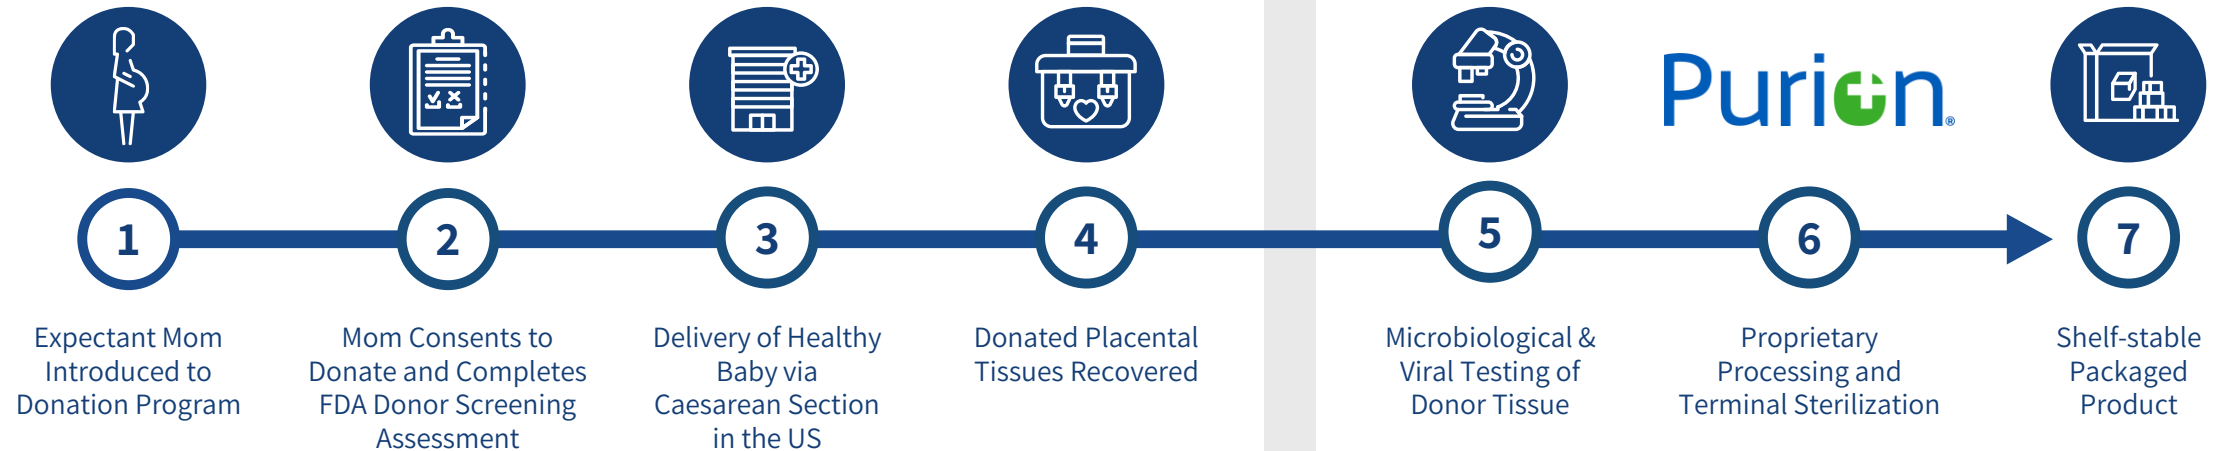 Purion®
1
2
3
4
5
6
7
Expectant Mom
Introduced to
Donation Program
Mom Consents to
Donate and Completes
FDA Donor Screening
Assessment
Delivery of Healthy
Baby via
Caesarean Section
in the US
Donated Placental
Tissues Recovered
Microbiological &
Viral Testing of
Donor Tissue
Proprietary
Processing and
Terminal Sterilization
Shelf-stable
Packaged
Product